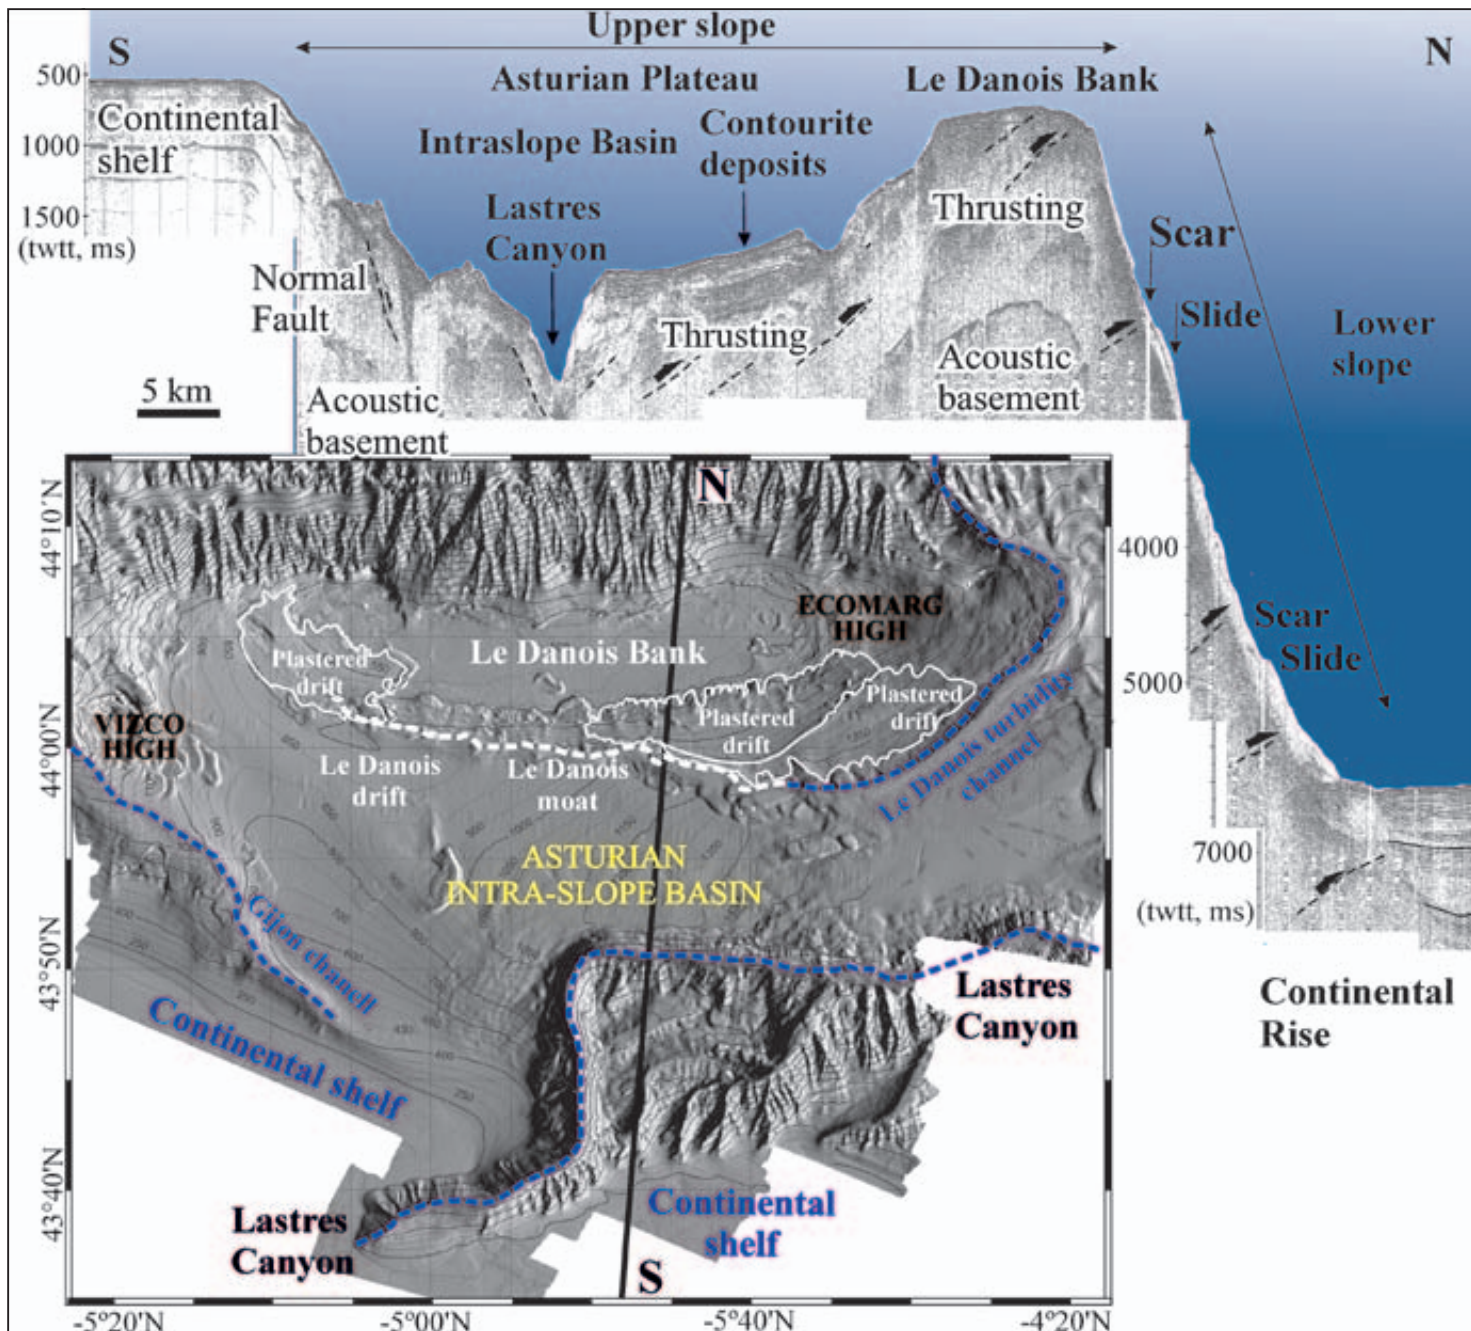 Upper slope
S
N
Asturian Plateau
Le Danois Bank
500
Continental
shelf
1000
1500
(twtt, ms)
Intraslope Basin
Contourite
deposits
Lastres
Canyon
Normal
Fault
Thrusting
Thrusting
Scar
Slide
Lower
slope
Acoustic
basement
Acoustic
basement
5 km
4000
5000
7000
(twtt, ms)
Scar
Slide
Continental
Rise
N
44°10'N
44°00'N
43°50'N
43°40'N
ECOMARG
HIGH
Le Danois Bank
Plastered
drift
Plastered
drift
Plastered
drift
VIZCO
HIGH
Le Danois
drift
Le Danois
moat
Le Danois turbidity
channel
ASTURIAN
INTRA-SLOPE BASIN
Gijon chanell
Continental shelf
Lastres
Canyon
Lastres
Canyon
Continental
shelf
S
-5°20'N
-5°00'N
-5°40'N
-4°20'N